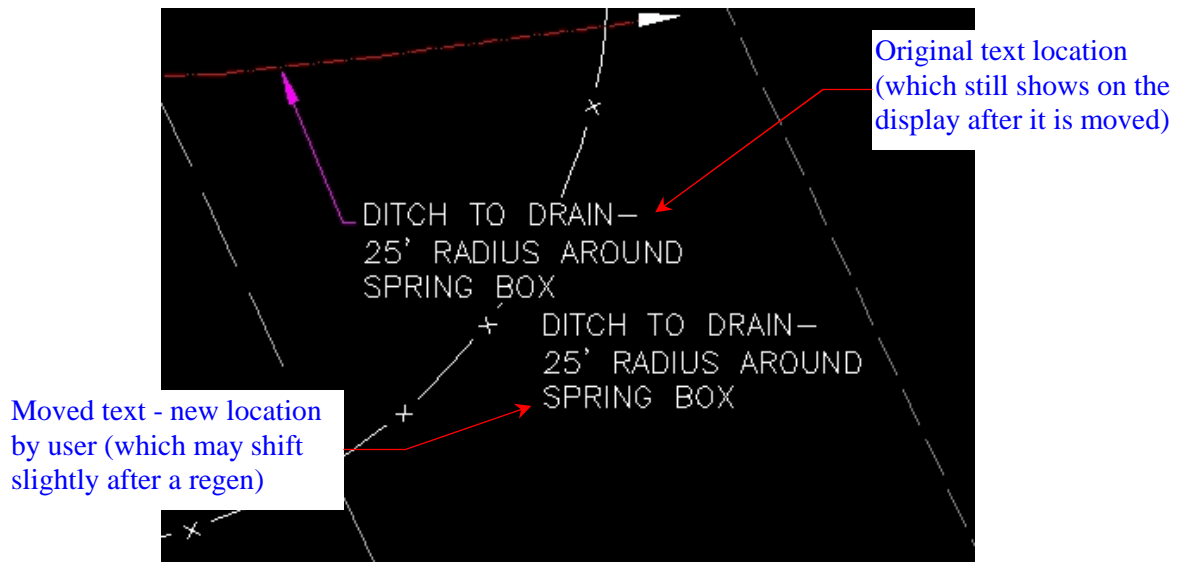 Original text location
(which still shows on the
display after it is moved)
DITCH TO DRAIN–
25' RADIUS AROUND
SPRING BOX
DITCH TO DRAIN–
25' RADIUS AROUND
SPRING BOX
Moved text - new location
by user (which may shift
slightly after a regen)